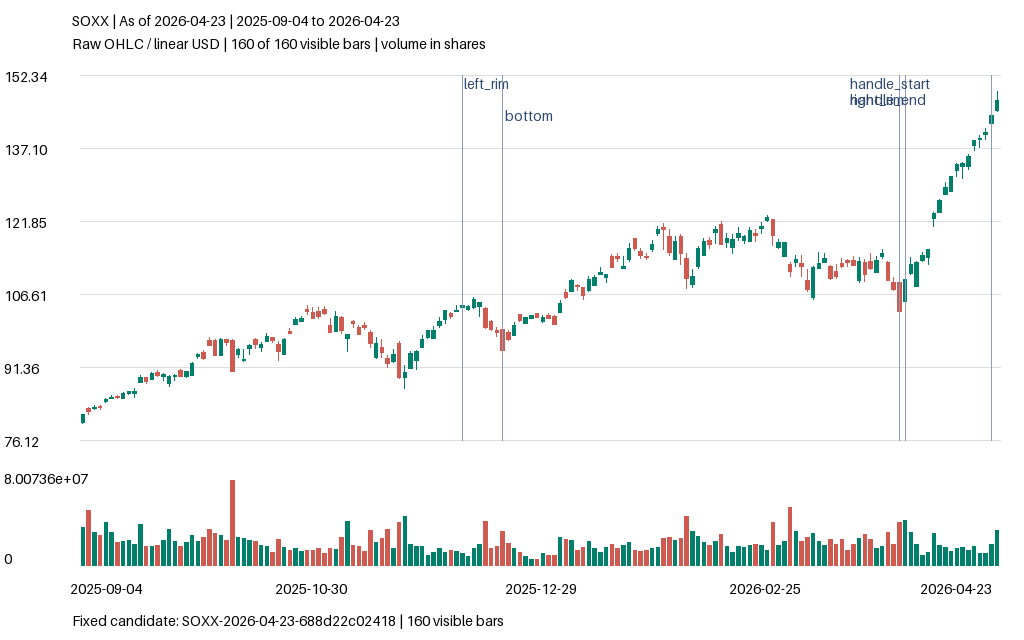 SOXX | As of 2026-04-23 | 2025-09-04 to 2026-04-23
Raw OHLC / linear USD | 160 of 160 visible bars | volume in shares
152.34
left_rim
handle_start
bottom
137.10
121.85
106.61
91.36
76.12
8.00736e+07
0
2025-09-04
2025-10-30
2025-12-29
2026-02-25
2026-04-23
Fixed candidate: SOXX-2026-04-23-688d22c02418 | 160 visible bars